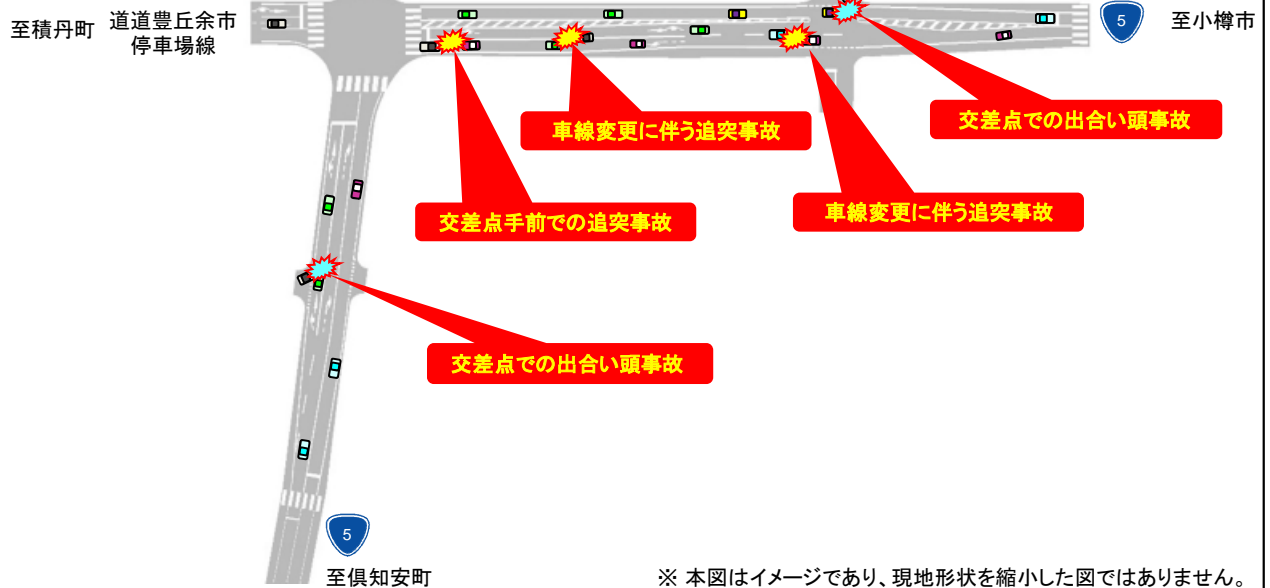 至積丹町
道道豊丘余市
停車場線
5
至小樽市
車線変更に伴う追突事故
交差点での出合い頭事故
交差点手前での追突事故
車線変更に伴う追突事故
交差点での出合い頭事故
5
至倶知安町
※ 本図はイメージであり、現地形状を縮小した図ではありません。